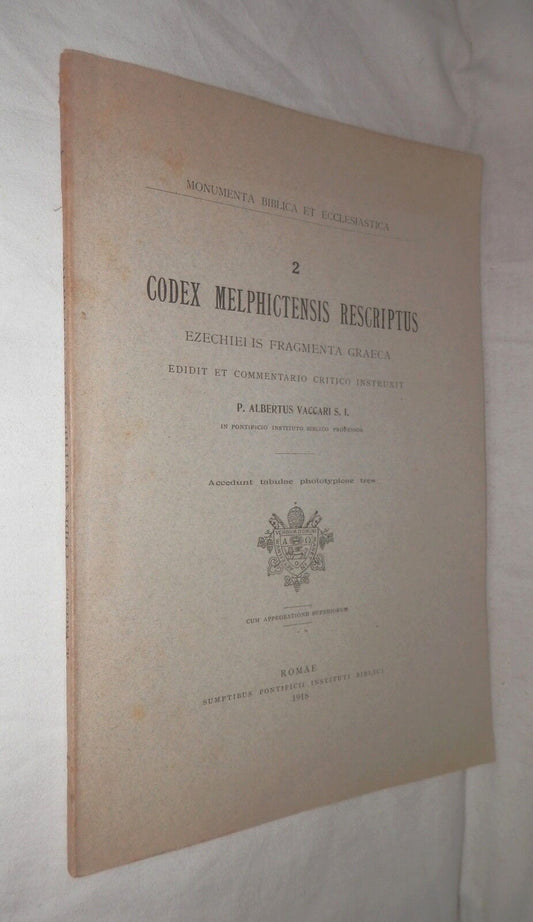 MONUMENTA BIBLICA ET ECCLESIASTICA
2
CODEX MELPHICTENSIS RESCRIPTUS
EZECHIELIS FRAGMENTA GRAECA
EDIDIT ET COMMENTARIO CRITICO INSTRUXIT
P. ALBERTUS VACCARI S. I.
IN PONTIFICIO INSTITUTO BIBLICO PROFESSOR
Accedunt tabulae phototypicae tres
CUM APPROBATIONE SUPERIORUM
ROMAE
SUMPTIBUS PONTIFICII INSTITUTI BIBLICI
1918